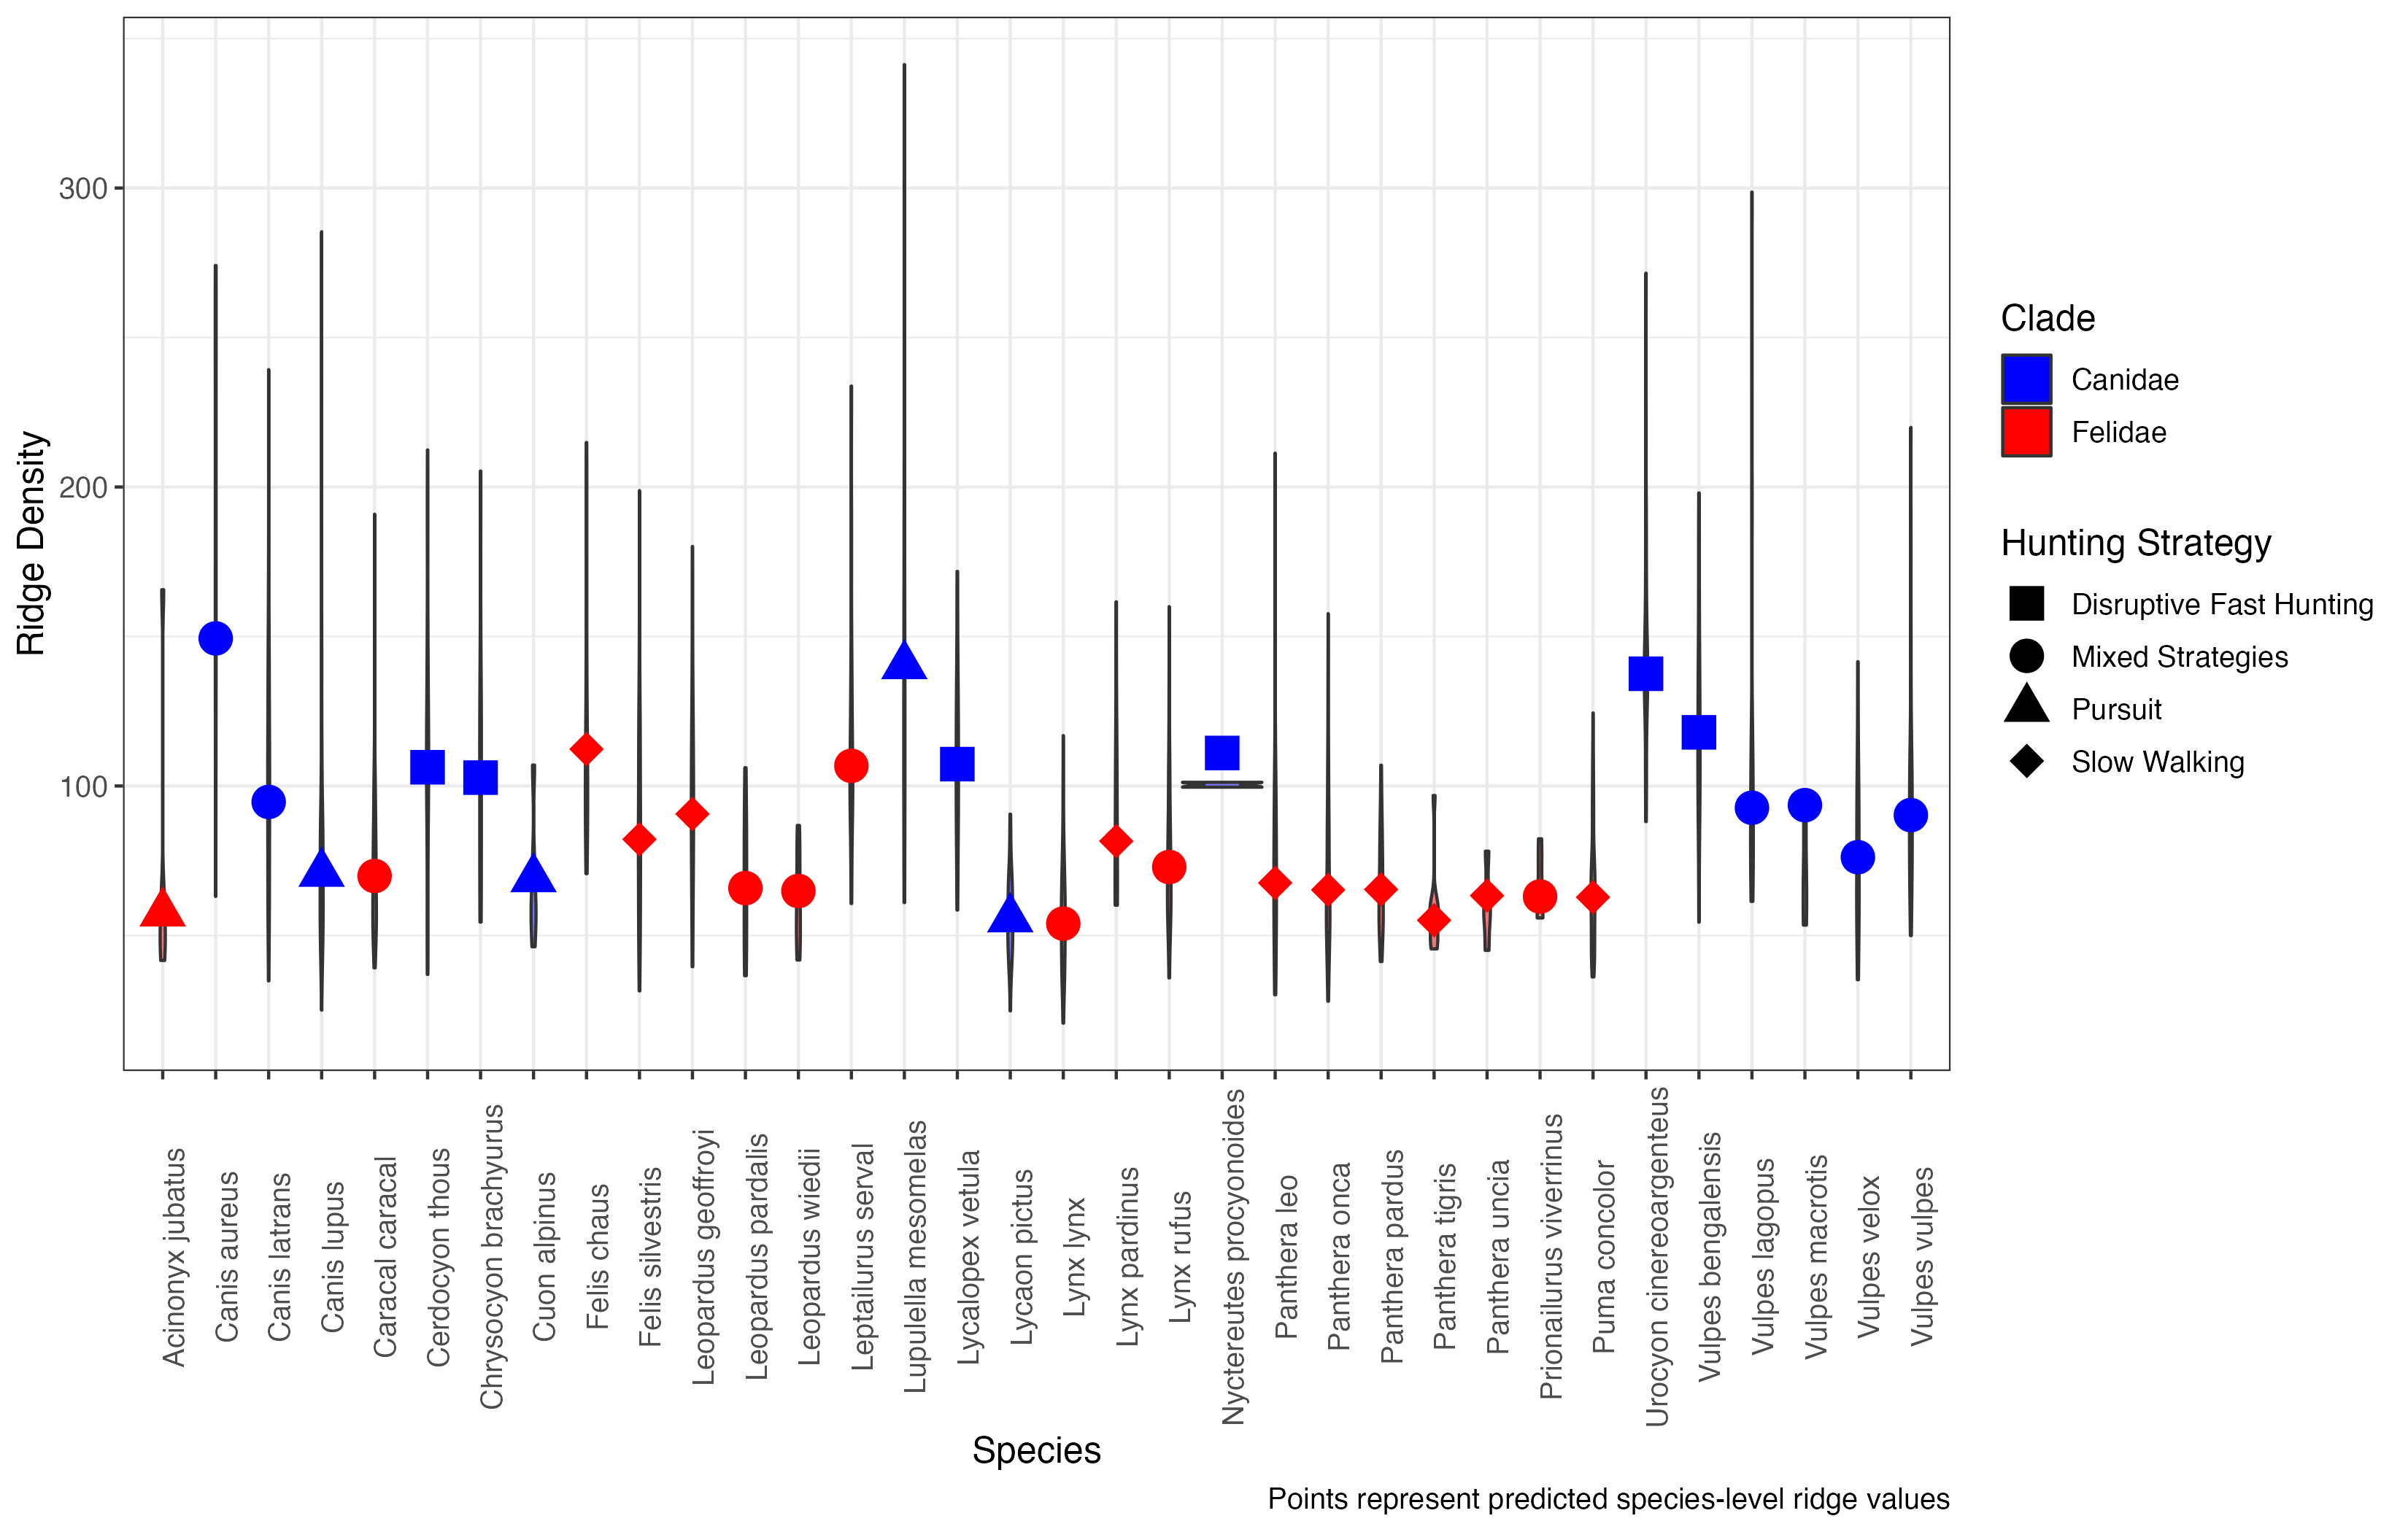 Ridge Density
300
200
100
Acinonyx jubatus
Canis aureus
Canis latrans
Canis lupus
Caracal caracal
Cerdocyon thous
Chrysocyon brachyurus
Cuon alpinus
Felis chaus
Felis silvestris
Leopardus geoffroyi
Leopardus pardalis
Leopardus wiedii
Leptailurus serval
Lupulella mesomelas
Lycalopex vetula
Lycaon pictus
Lynx lynx
Lynx pardinus
Lynx rufus
Nyctereutes procyonoides
Panthera leo
Panthera onca
Panthera pardus
Panthera tigris
Panthera uncia
Prionailurus viverrinus
Puma concolor
Urocyon cinereoargenteus
Vulpes bengalensis
Vulpes lagopus
Vulpes macrotis
Vulpes velox
Vulpes vulpes
Species
Points represent predicted species-level ridge values
Clade
Canidae
Felidae
Hunting Strategy
Disruptive Fast Hunting
Mixed Strategies
Pursuit
Slow Walking